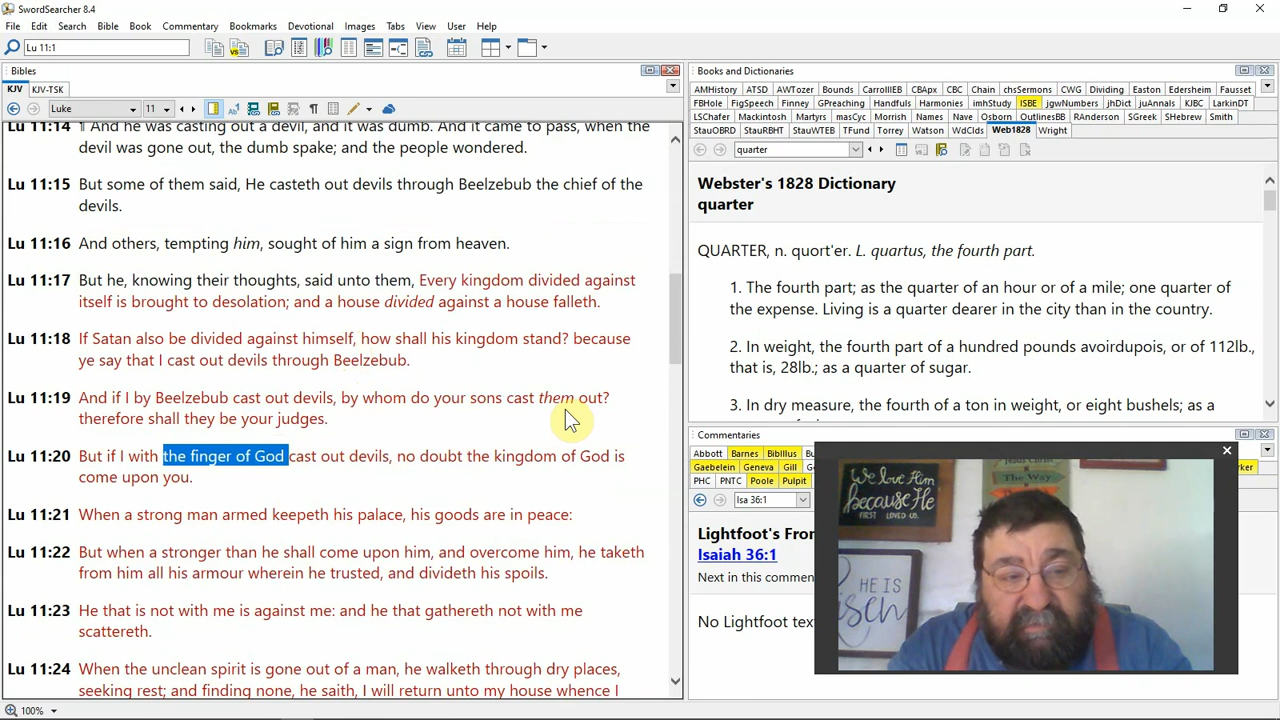 SwordSearcher 8.4
File Edit Search Bible Book Commentary Bookmarks Devotional Images Tabs View User Help
Lu 11:1
Bibles
KJV KJV-TSK
Luke 11
Lu 11:14 ¶ And he was casting out a devil, and it was dumb. And it came to pass, when the
devil was gone out, the dumb spake; and the people wondered.
Lu 11:15 But some of them said, He casteth out devils through Beelzebub the chief of the
devils.
Lu 11:16 And others, tempting him, sought of him a sign from heaven.
Lu 11:17 But he, knowing their thoughts, said unto them, Every kingdom divided against
itself is brought to desolation; and a house divided against a house falleth.
Lu 11:18 If Satan also be divided against himself, how shall his kingdom stand? because
ye say that I cast out devils through Beelzebub.
Lu 11:19 And if I by Beelzebub cast out devils, by whom do your sons cast them out?
therefore shall they be your judges.
Lu 11:20 But if I with the finger of God cast out devils, no doubt the kingdom of God is
come upon you.
Lu 11:21 When a strong man armed keepeth his palace, his goods are in peace:
Lu 11:22 But when a stronger than he shall come upon him, and overcome him, he taketh
from him all his armour wherein he trusted, and divideth his spoils.
Lu 11:23 He that is not with me is against me: and he that gathereth not with me
scattereth.
Lu 11:24 When the unclean spirit is gone out of a man, he walketh through dry places,
seeking rest; and finding none, he saith, I will return unto my house whence I
100%
Books and Dictionaries
AMHistory ATSD AWTozer Bounds CarrollIEB CBApx CBC Chain chsSermons CWG Dividing Easton Edersheim Fausset
FBHole FigSpeech Finney GPreaching Handfuls Harmonies imhStudy ISBE jgwNumbers jhDict juAnnals KJBC LarkinDT
LSChafer Mackintosh Martyrs masCyc Morrish Names Nave Osborn OutlinesBB RAnderson SGreek SHebrew Smith
StauOBRD StauRBHT StauWTEB TFund Torrey Watson WdClds Web1828 Wright
quarter
Webster's 1828 Dictionary
quarter
QUARTER, n. quort'er. L. quartus, the fourth part.
1. The fourth part; as the quarter of an hour or of a mile; one quarter of
the expense. Living is a quarter dearer in the city than in the country.
2. In weight, the fourth part of a hundred pounds avoirdupois, or of 112lb.,
that is, 28lb.; as a quarter of sugar.
3. In dry measure, the fourth of a ton in weight, or eight bushels; as a
Commentaries
Abbott Barnes BibIllus
Gaebelein Geneva Gill
PHC PNTC Poole Pulpit
Isa 36:1
Lightfoot's
Isaiah 36:1
Next in this
No Lightfoot
We love Him
because He
FIRST LOVED US.
Jesus Christ
The Way
HE IS